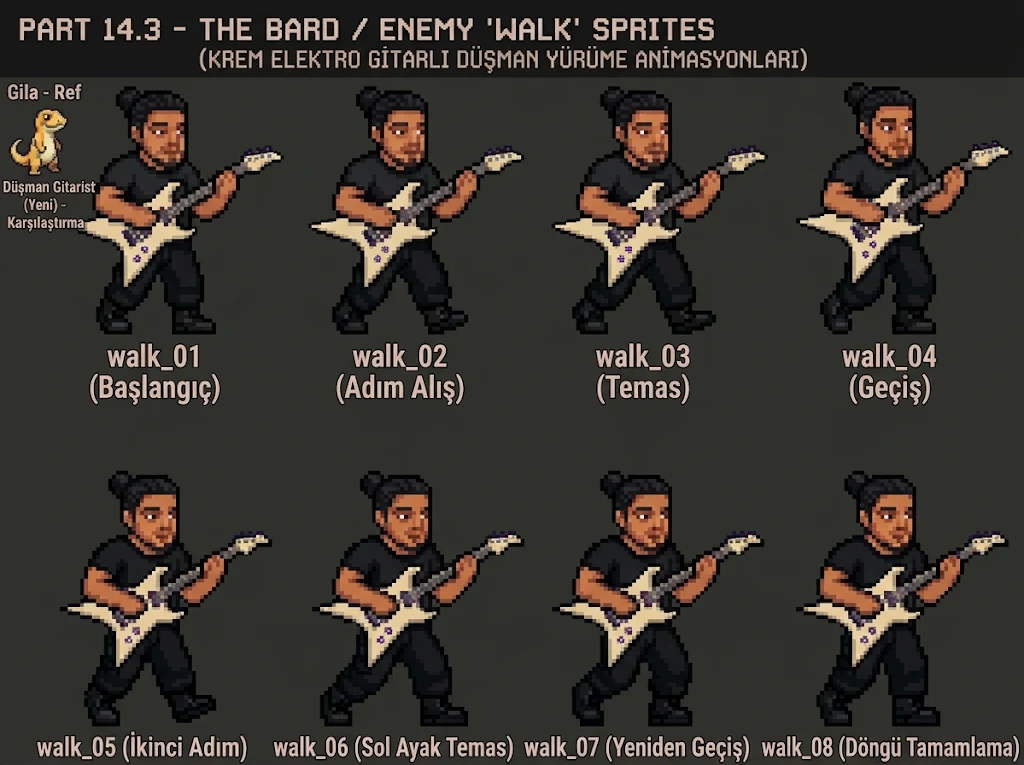 PART 14.3 - THE BARD / ENEMY 'WALK' SPRITES
(KREM ELEKTRO GİTARLI DÜŞMAN YÜRÜME ANİMASYONLARI)
Gila - Ref
Düşman Gitarist
(Yeni) -
Karşılaştırma
walk_01
(Başlangıç)
walk_02
(Adım Alış)
walk_03
(Temas)
walk_04
(Geçiş)
walk_05 (İkinci Adım)
walk_06 (Sol Ayak Temas)
walk_07 (Yeniden Geçiş)
walk_08 (Döngü Tamamlama)